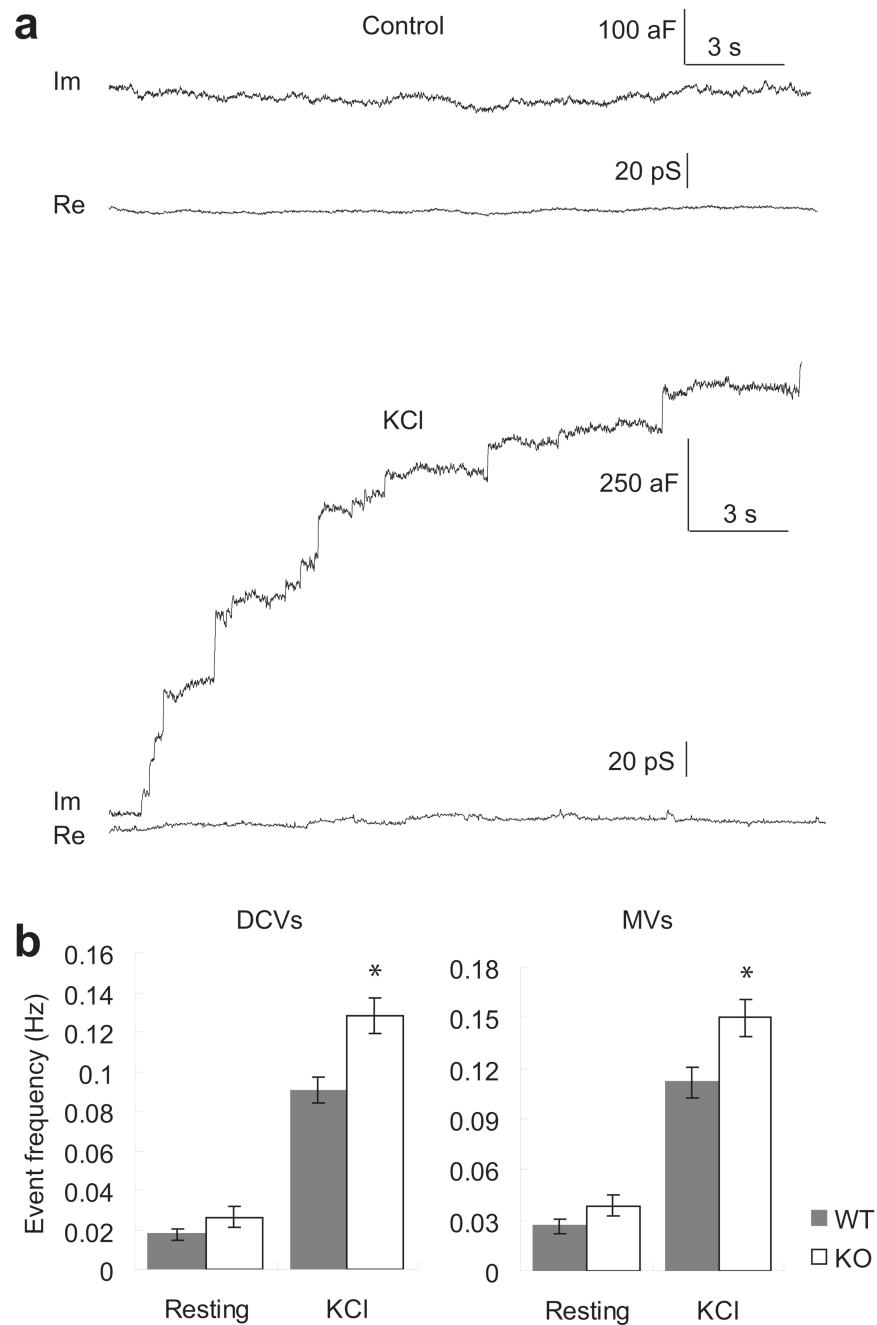 a
Control
100 aF
3 s
Im
20 pS
Re
KCl
250 aF
3 s
20 pS
Im
Re
b
DCVs
MVs
Event frequency (Hz)
0.16
0.14
0.12
0.1
0.08
0.06
0.04
0.02
0
*
Resting
KCl
0.18
0.15
0.12
0.09
0.06
0.03
0
*
Resting
KCl
WT
KO